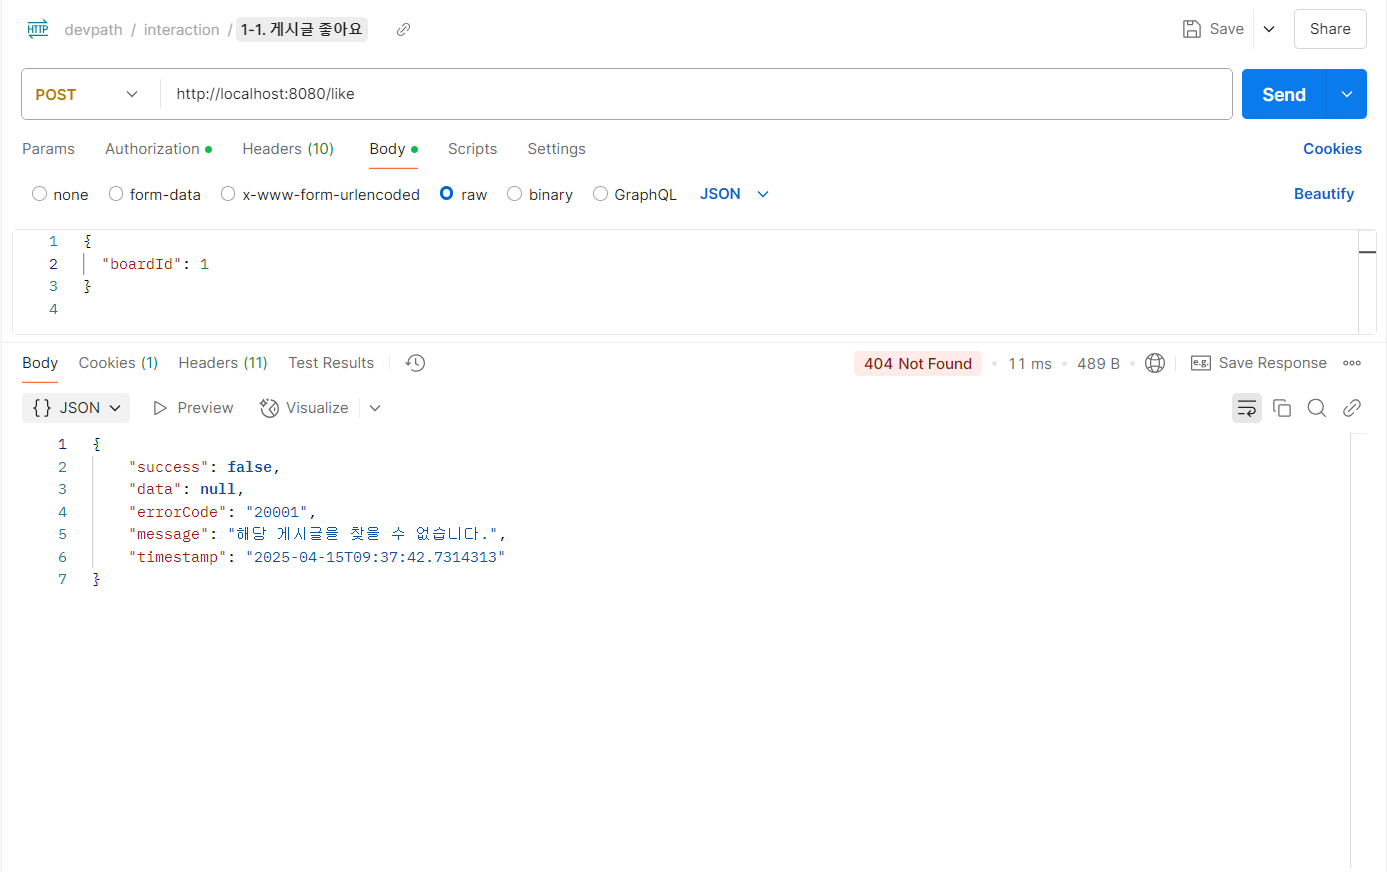 HTTP devpath / interaction / 1-1. 게시글 좋아요 Save Share
POST http://localhost:8080/like Send
Params Authorization Headers (10) Body Scripts Settings Cookies
none form-data x-www-form-urlencoded raw binary GraphQL JSON Beautify
1 {
2 "boardId": 1
3 }
4
Body Cookies (1) Headers (11) Test Results 404 Not Found 11 ms 489 B e.g. Save Response
{} JSON Preview Visualize
1 {
2 "success": false,
3 "data": null,
4 "errorCode": "20001",
5 "message": "해당 게시글을 찾을 수 없습니다.",
6 "timestamp": "2025-04-15T09:37:42.7314313"
7 }